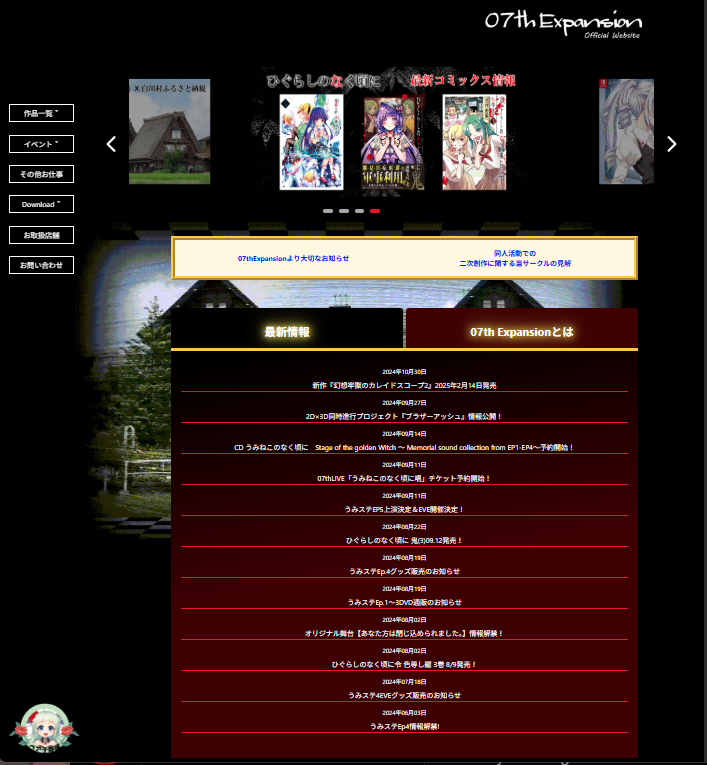 07th Expansion
Official Website
X 白川村ふるさと納税
ひぐらしのなく頃に 最新コミックス情報
軍事利用
作品一覧
イベント
その他お仕事
Download
お取扱店舗
お問い合わせ
07thExpansionより大切なお知らせ
同人活動での
二次創作に関する当サークルの見解
最新情報
07th Expansionとは
2024年10月30日
新作『幻想牢獄のカレイドスコープ2』2025年2月14日発売
2024年09月27日
2D×3D同時進行プロジェクト『ブラザーアッシュ』情報公開！
2024年09月14日
CD うみねこのなく頃に　Stage of the golden Witch 〜 Memorial sound collection from EP1-EP4〜予約開始！
2024年09月11日
07thLIVE「うみねこのなく頃に唱」チケット予約開始！
2024年09月11日
うみステEP5上演決定＆EVE開催決定！
2024年08月22日
ひぐらしのなく頃に 鬼(3)09.12発売！
2024年08月19日
うみステEp.4グッズ販売のお知らせ
2024年08月19日
うみステEp.1〜3DVD通販のお知らせ
2024年08月02日
オリジナル舞台【あなた方は閉じ込められました。】情報解禁！
2024年08月02日
ひぐらしのなく頃に令 色尽し編 3巻 8/9発売！
2024年07月18日
うみステ4EVEグッズ販売のお知らせ
2024年06月03日
うみステEp4情報解禁!